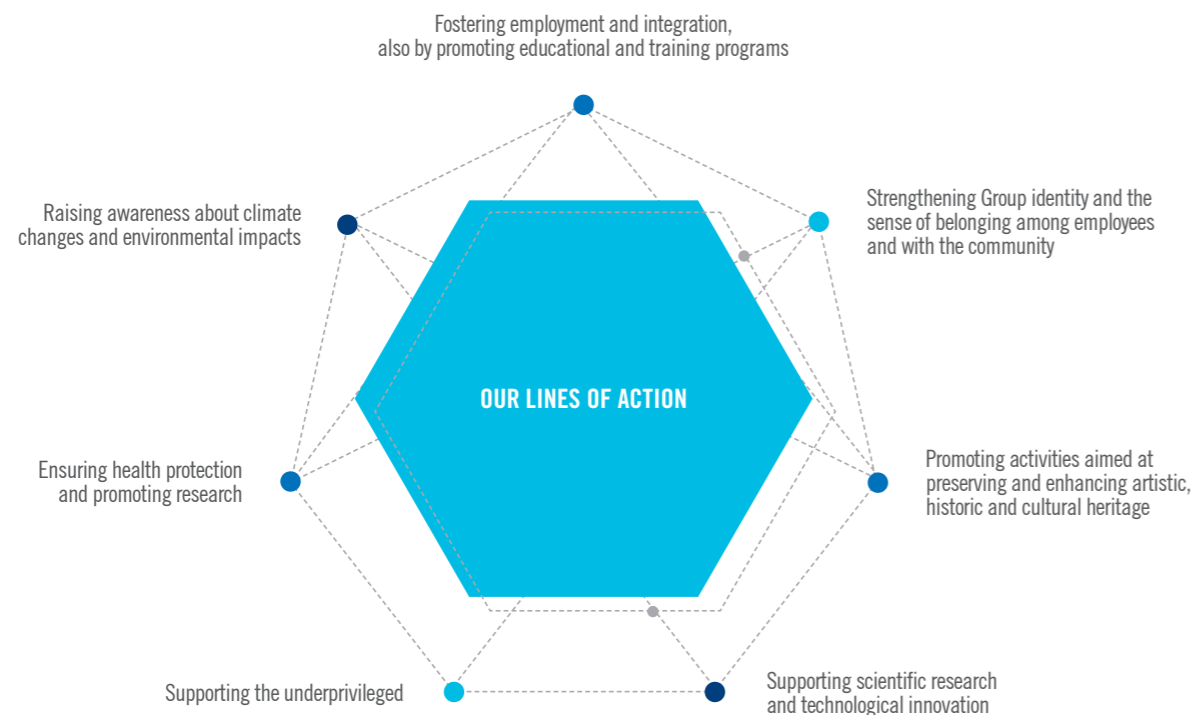 Fostering employment and integration,
also by promoting educational and training programs
Raising awareness about climate
changes and environmental impacts
Strengthening Group identity and the
sense of belonging among employees
and with the community
OUR LINES OF ACTION
Ensuring health protection
and promoting research
Promoting activities aimed at
preserving and enhancing artistic,
historic and cultural heritage
Supporting the underprivileged
Supporting scientific research
and technological innovation